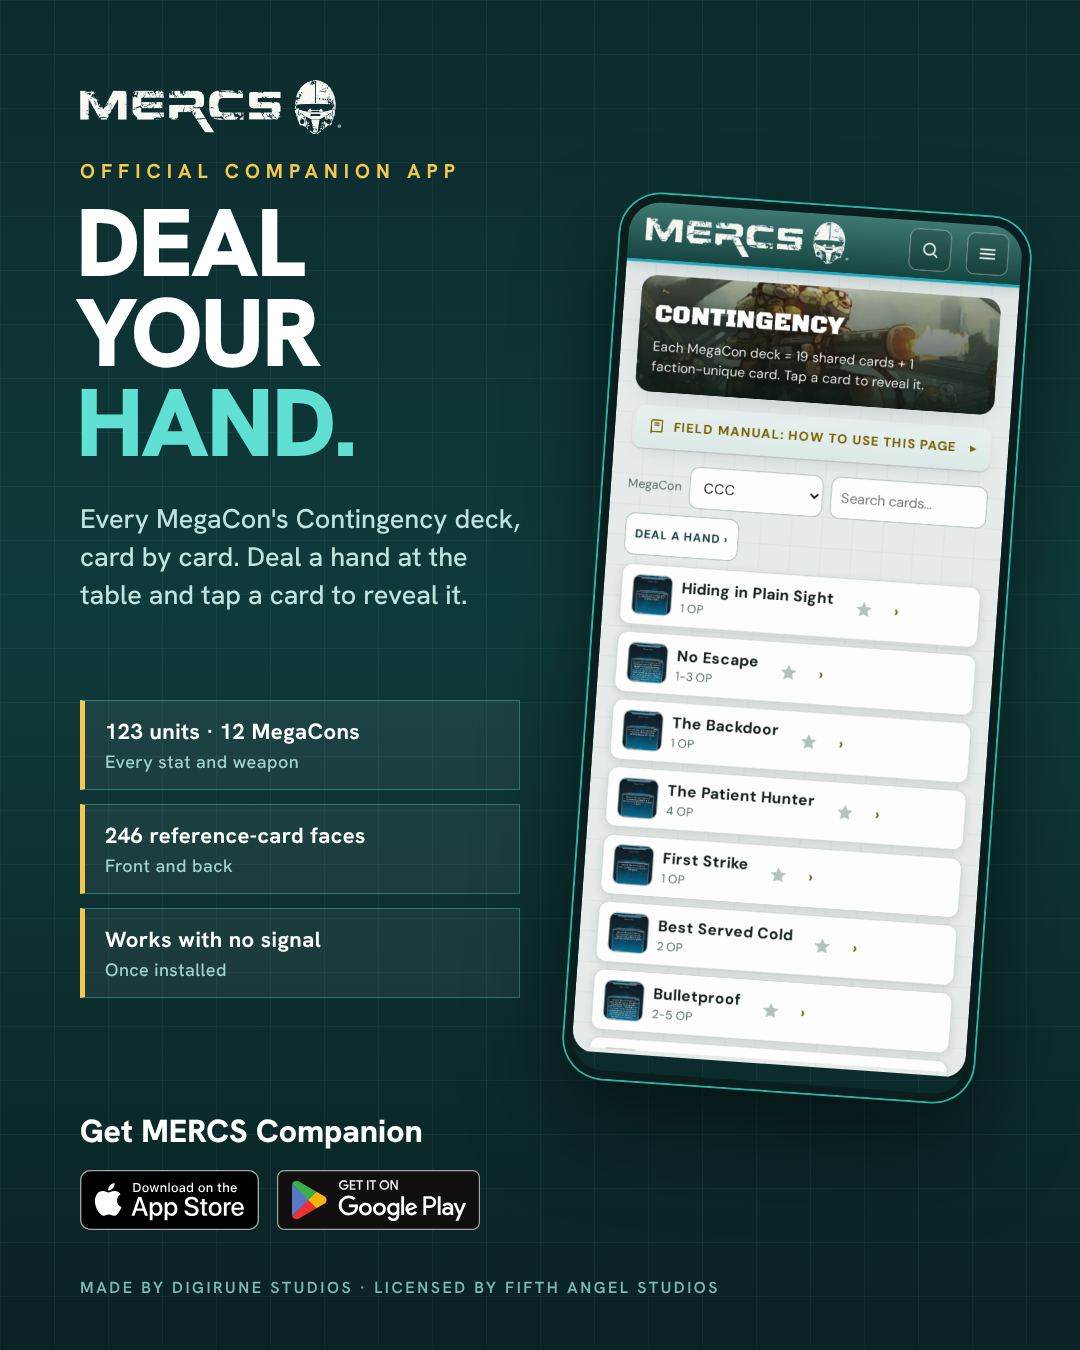 MERCS
OFFICIAL COMPANION APP
DEAL
YOUR
HAND.
Every MegaCon's Contingency deck,
card by card. Deal a hand at the
table and tap a card to reveal it.
123 units · 12 MegaCons
Every stat and weapon
246 reference-card faces
Front and back
Works with no signal
Once installed
Get MERCS Companion
Download on the
App Store
GET IT ON
Google Play
MADE BY DIGIRUNE STUDIOS · LICENSED BY FIFTH ANGEL STUDIOS
MERCS
CONTINGENCY
Each MegaCon deck = 19 shared cards + 1
faction-unique card. Tap a card to reveal it.
FIELD MANUAL: HOW TO USE THIS PAGE ▸
MegaCon CCC Search cards...
DEAL A HAND ›
Hiding in Plain Sight
1 OP
No Escape
1-3 OP
The Backdoor
1 OP
The Patient Hunter
4 OP
First Strike
1 OP
Best Served Cold
2 OP
Bulletproof
2-5 OP